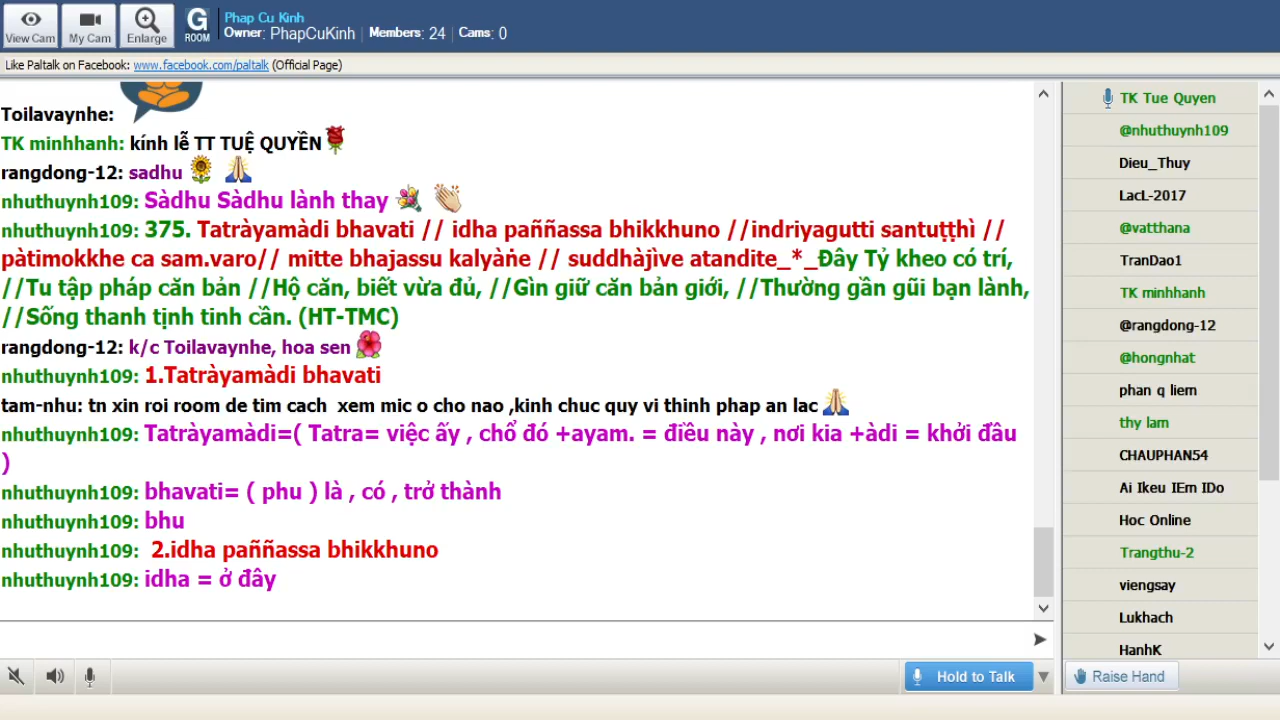 View Cam
My Cam
Enlarge
G
ROOM
Phap Cu Kinh
Owner: PhapCuKinh Members: 24 Cams: 0
Like Paltalk on Facebook: www.facebook.com/paltalk (Official Page)
Toilavaynhe:
TK minhhanh: kính lễ TT TUỆ QUYỀN
rangdong-12: sadhu
nhuthuynh109: Sàdhu Sàdhu lành thay
nhuthuynh109: 375. Tatràyamàdi bhavati // idha paññassa bhikkhuno //indriyagutti santuṭṭhì //
pàtimokkhe ca sam.varo// mitte bhajassu kalyàṅe // suddhàjìve atandite_*_Đây Tỷ kheo có trí,
//Tu tập pháp căn bản //Hộ căn, biết vừa đủ, //Gìn giữ căn bản giới, //Thường gần gũi bạn lành,
//Sống thanh tịnh tinh cần. (HT-TMC)
rangdong-12: k/c Toilavaynhe, hoa sen
nhuthuynh109: 1.Tatràyamàdi bhavati
tam-nhu: tn xin roi room de tim cach xem mic o cho nao ,kinh chuc quy vi thinh phap an lac
nhuthuynh109: Tatràyamàdi=( Tatra= việc ấy , chổ đó +ayam. = điều này , nơi kia +àdi = khởi đầu
)
nhuthuynh109: bhavati= ( phu ) là , có , trở thành
nhuthuynh109: bhu
nhuthuynh109: 2.idha paññassa bhikkhuno
nhuthuynh109: idha = ở đây
Hold to Talk
TK Tue Quyen
@nhuthuynh109
Dieu_Thuy
LacL-2017
@vatthana
TranDao1
TK minhhanh
@rangdong-12
@hongnhat
phan q liem
thy lam
CHAUPHAN54
Ai Ikeu IEm IDo
Hoc Online
Trangthu-2
viengsay
Lukhach
HanhK
Raise Hand